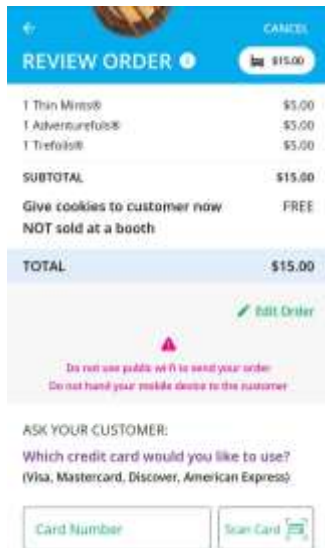 CANCEL
REVIEW ORDER
$15.00
1 Thin Mints® $5.00
1 Adventurefuls® $5.00
1 Trefoils® $5.00
SUBTOTAL $15.00
Give cookies to customer now FREE
NOT sold at a booth
TOTAL $15.00
Edit Order
Do not use public wi fi to send your order
Do not hand your mobile device to the customer
ASK YOUR CUSTOMER:
Which credit card would you like to use?
(Visa, Mastercard, Discover, American Express)
Card Number Scan Card